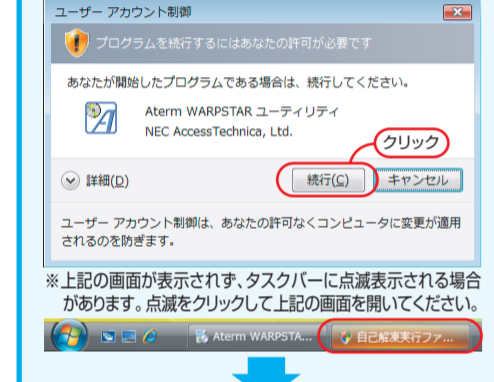 ユーザー アカウント制御
プログラムを続行するにはあなたの許可が必要です
あなたが開始したプログラムである場合は、続行してください。
Aterm WARPSTAR ユーティリティ
NEC AccessTechnica, Ltd.
クリック
詳細(D)
続行(C)
キャンセル
ユーザー アカウント制御は、あなたの許可なくコンピュータに変更が適用
されるのを防ぎます。
※上記の画面が表示されず、タスクバーに点滅表示される場合
があります。点滅をクリックして上記の画面を開いてください。
Aterm WARPSTA...
自己解凍実行ファ...